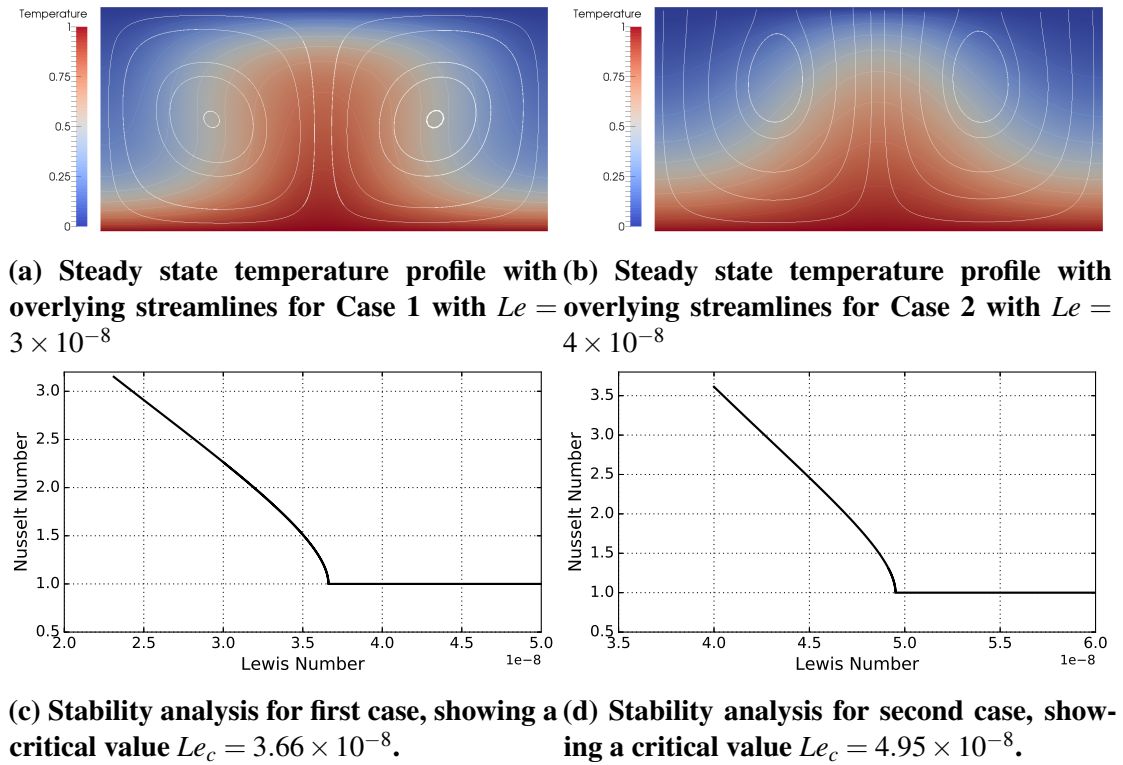 Temperature
1
0.75
0.5
0.25
0
Temperature
1
0.75
0.5
0.25
0
(a) Steady state temperature profile with
overlying streamlines for Case 1 with Le =
3 × 10⁻⁸
(b) Steady state temperature profile with
overlying streamlines for Case 2 with Le =
4 × 10⁻⁸
Nusselt Number
3.0
2.5
2.0
1.5
1.0
0.5
2.0 2.5 3.0 3.5 4.0 4.5 5.0
Lewis Number
1e-8
Nusselt Number
3.5
3.0
2.5
2.0
1.5
1.0
0.5
3.5 4.0 4.5 5.0 5.5 6.0
Lewis Number
1e-8
(c) Stability analysis for first case, showing a
critical value Le_c = 3.66 × 10⁻⁸.
(d) Stability analysis for second case, show-
ing a critical value Le_c = 4.95 × 10⁻⁸.